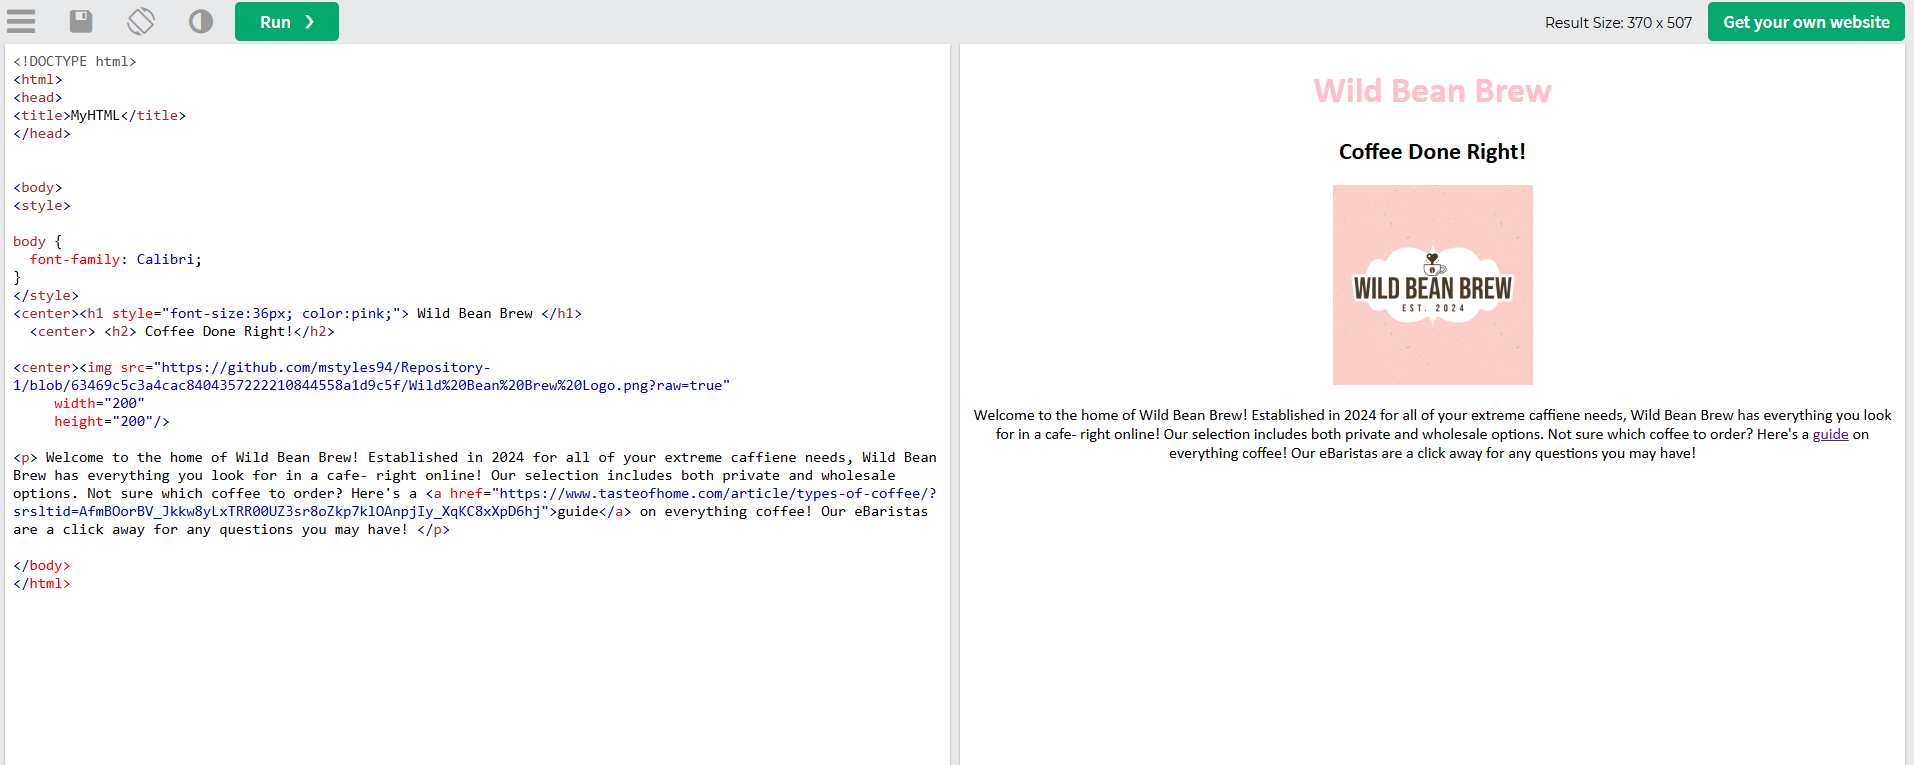 Run ❯
Result Size: 370 x 507
Get your own website
<!DOCTYPE html>
<html>
<head>
<title>MyHTML</title>
</head>
<body>
<style>
body {
font-family: Calibri;
}
</style>
<center><h1 style="font-size:36px; color:pink;"> Wild Bean Brew </h1>
<center> <h2> Coffee Done Right!</h2>
<center><img src="https://github.com/mstyles94/Repository-
1/blob/63469c5c3a4cac8404357222210844558a1d9c5f/Wild%20Bean%20Brew%20Logo.png?raw=true"
width="200"
height="200"/>
<p> Welcome to the home of Wild Bean Brew! Established in 2024 for all of your extreme caffiene needs, Wild Bean
Brew has everything you look for in a cafe- right online! Our selection includes both private and wholesale
options. Not sure which coffee to order? Here's a <a href="https://www.tasteofhome.com/article/types-of-coffee/?
srsltid=AfmBOorBV_Jkkw8yLxTRR00UZ3sr8oZkp7klOAnpjIy_XqKC8xXpD6hj">guide</a> on everything coffee! Our eBaristas
are a click away for any questions you may have! </p>
</body>
</html>
Wild Bean Brew
Coffee Done Right!
WILD BEAN BREW
EST. 2024
Welcome to the home of Wild Bean Brew! Established in 2024 for all of your extreme caffiene needs, Wild Bean Brew has everything you look
for in a cafe- right online! Our selection includes both private and wholesale options. Not sure which coffee to order? Here's a guide on
everything coffee! Our eBaristas are a click away for any questions you may have!